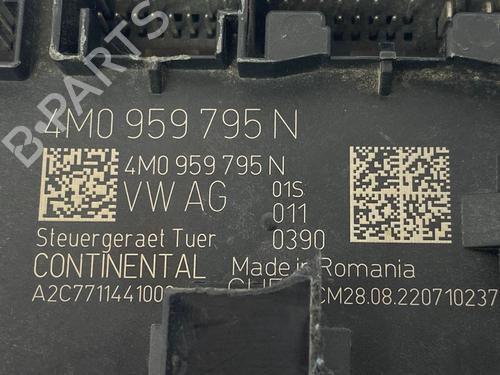 4M0 959 795 N
4M0 959 795 N
VW AG
01S
011
0390
Steuergeraet Tuer
CONTINENTAL
Made in Romania
CM28.08.220710237
B-PARTS